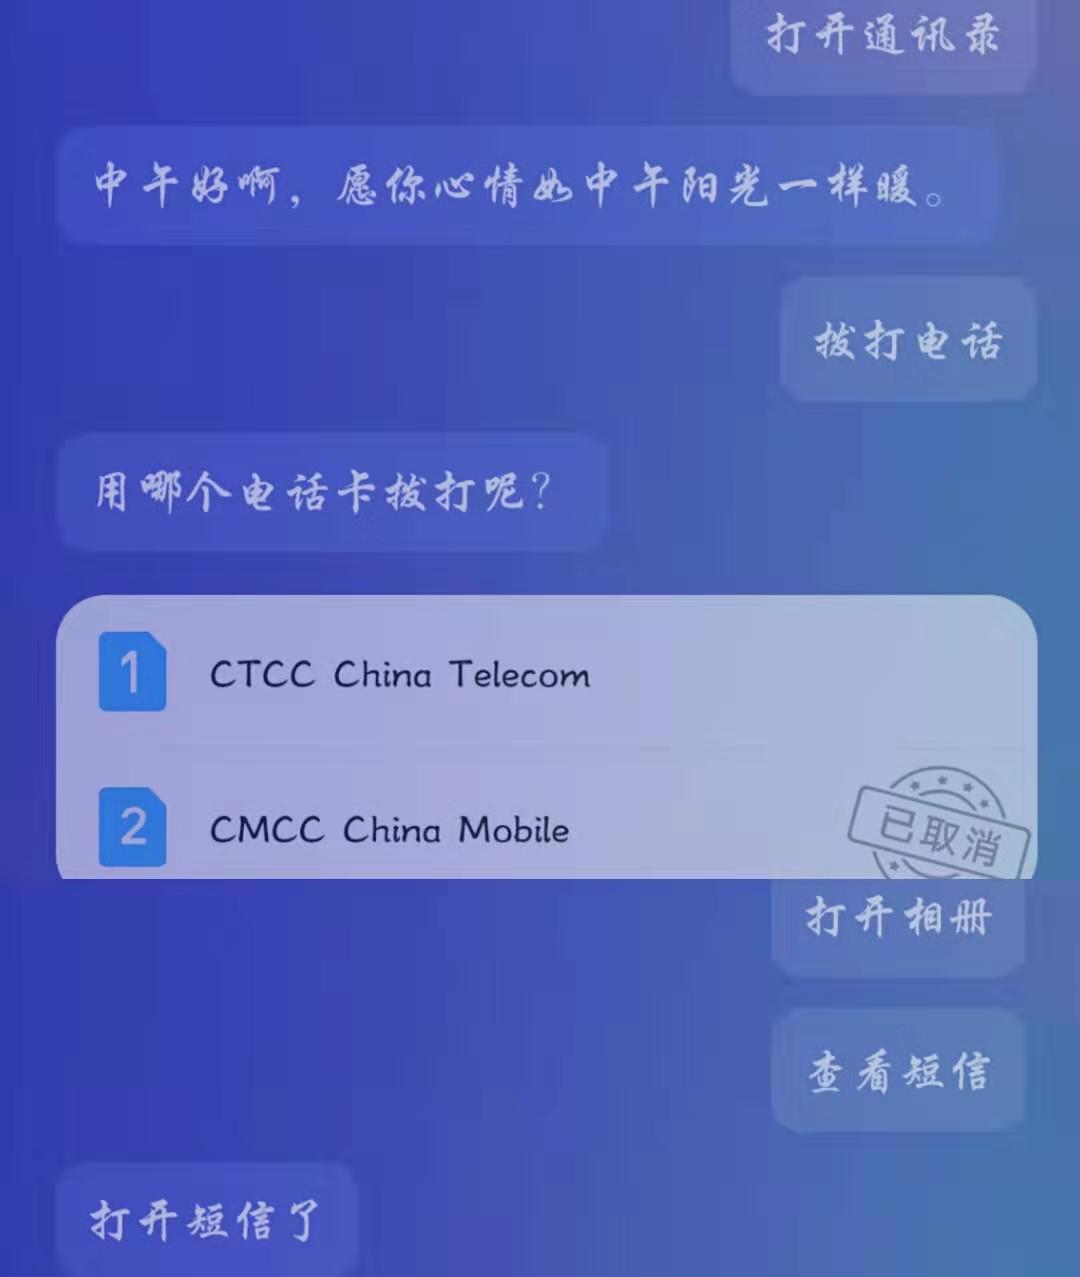 打开通讯录
中午好啊，愿你心情如中午阳光一样暖。
拨打电话
用哪个电话卡拨打呢？
1 CTCC China Telecom
2 CMCC China Mobile
已取消
打开相册
查看短信
打开短信了